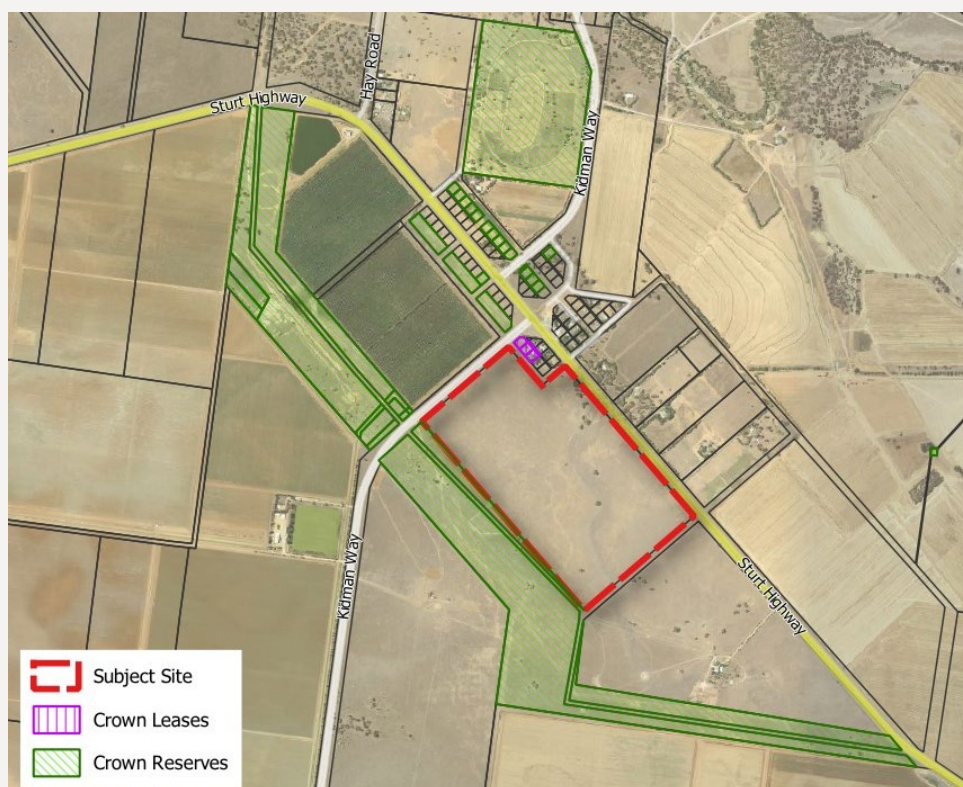 Hay Road
Sturt Highway
Kidman Way
Kidman Way
Sturt Highway
Subject Site
Crown Leases
Crown Reserves